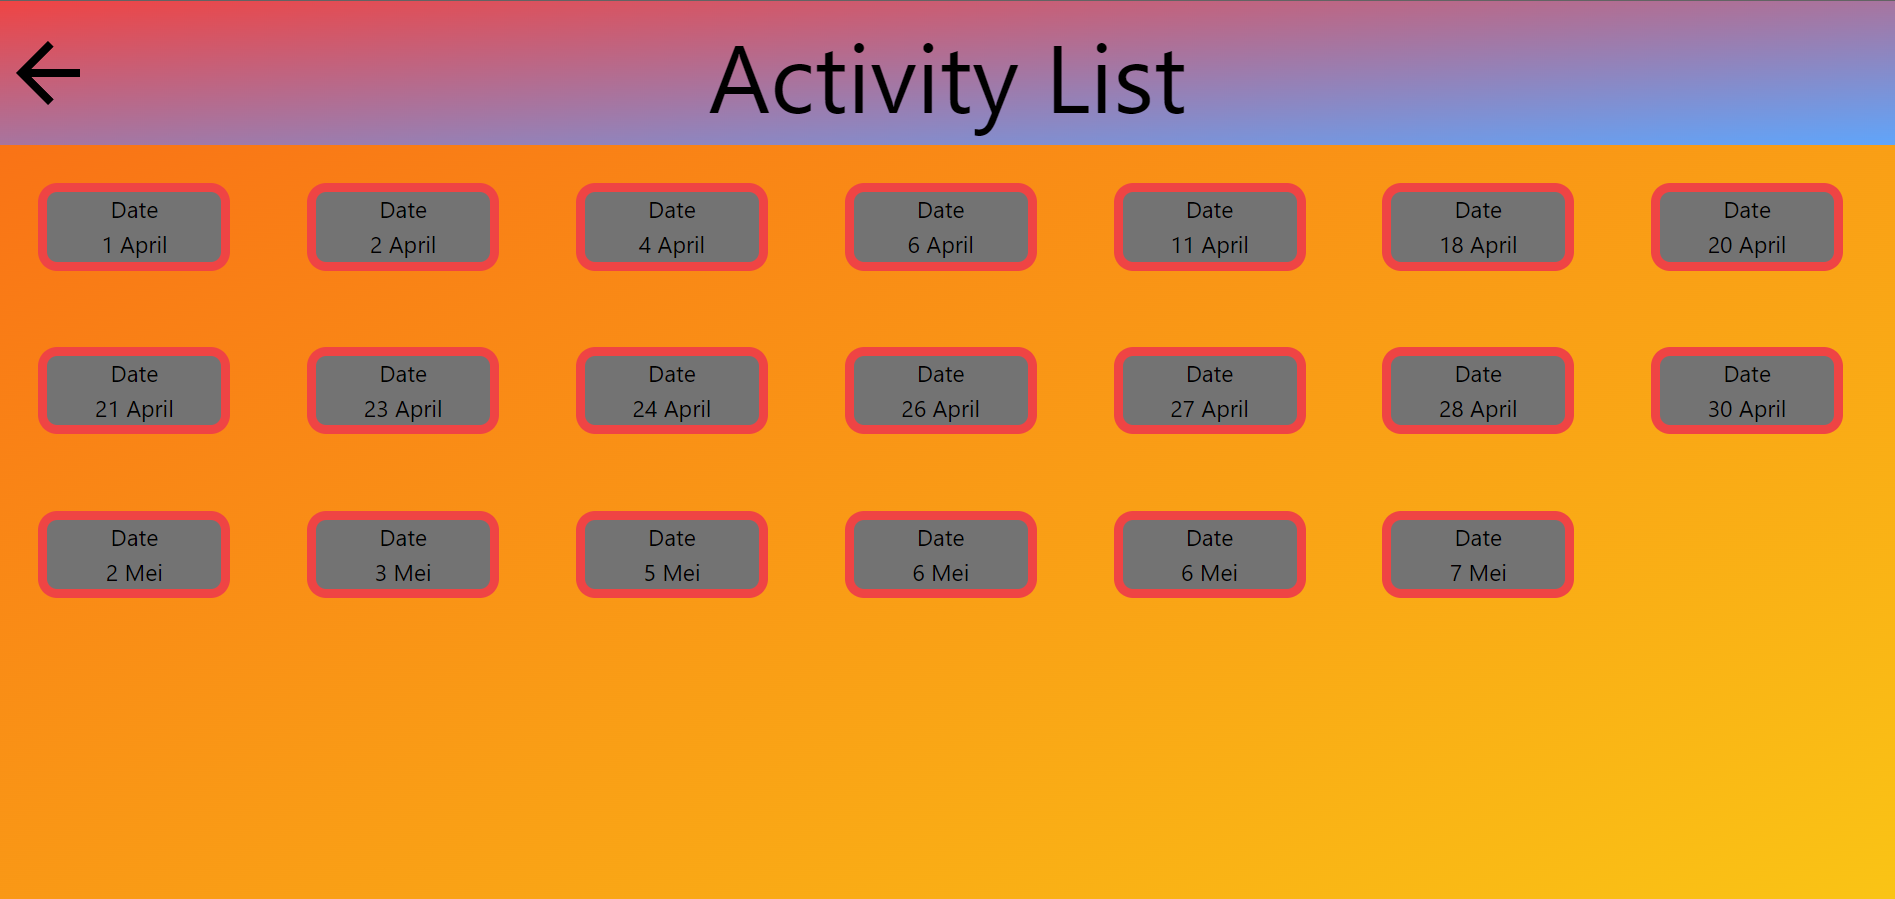 Activity List
Date
1 April
Date
2 April
Date
4 April
Date
6 April
Date
11 April
Date
18 April
Date
20 April
Date
21 April
Date
23 April
Date
24 April
Date
26 April
Date
27 April
Date
28 April
Date
30 April
Date
2 Mei
Date
3 Mei
Date
5 Mei
Date
6 Mei
Date
6 Mei
Date
7 Mei